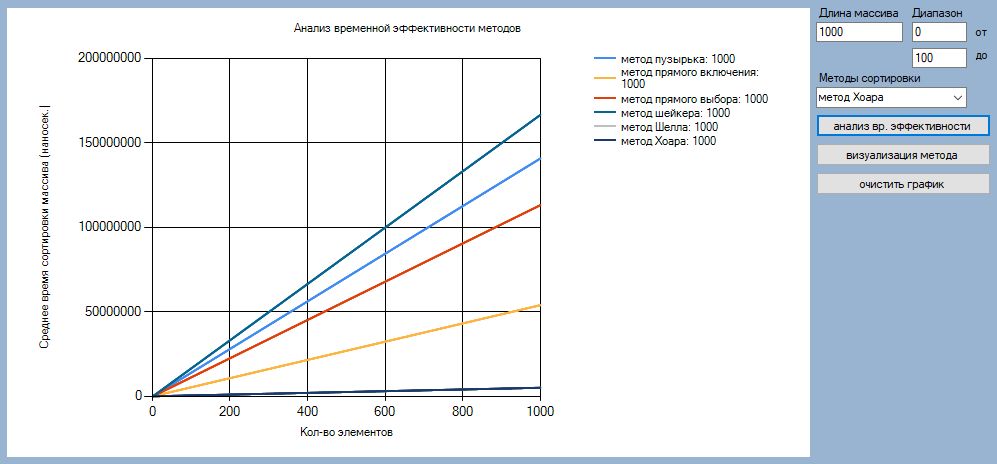 Анализ временной эффективности методов
200000000
150000000
100000000
50000000
0
0
200
400
600
800
1000
Среднее время сортировки массива (наносек.)
Кол-во элементов
метод пузырька: 1000
метод прямого включения:
1000
метод прямого выбора: 1000
метод шейкера: 1000
метод Шелла: 1000
метод Хоара: 1000
Длина массива
Диапазон
1000
0
от
100
до
Методы сортировки
метод Хоара
анализ вр. эффективности
визуализация метода
очистить график